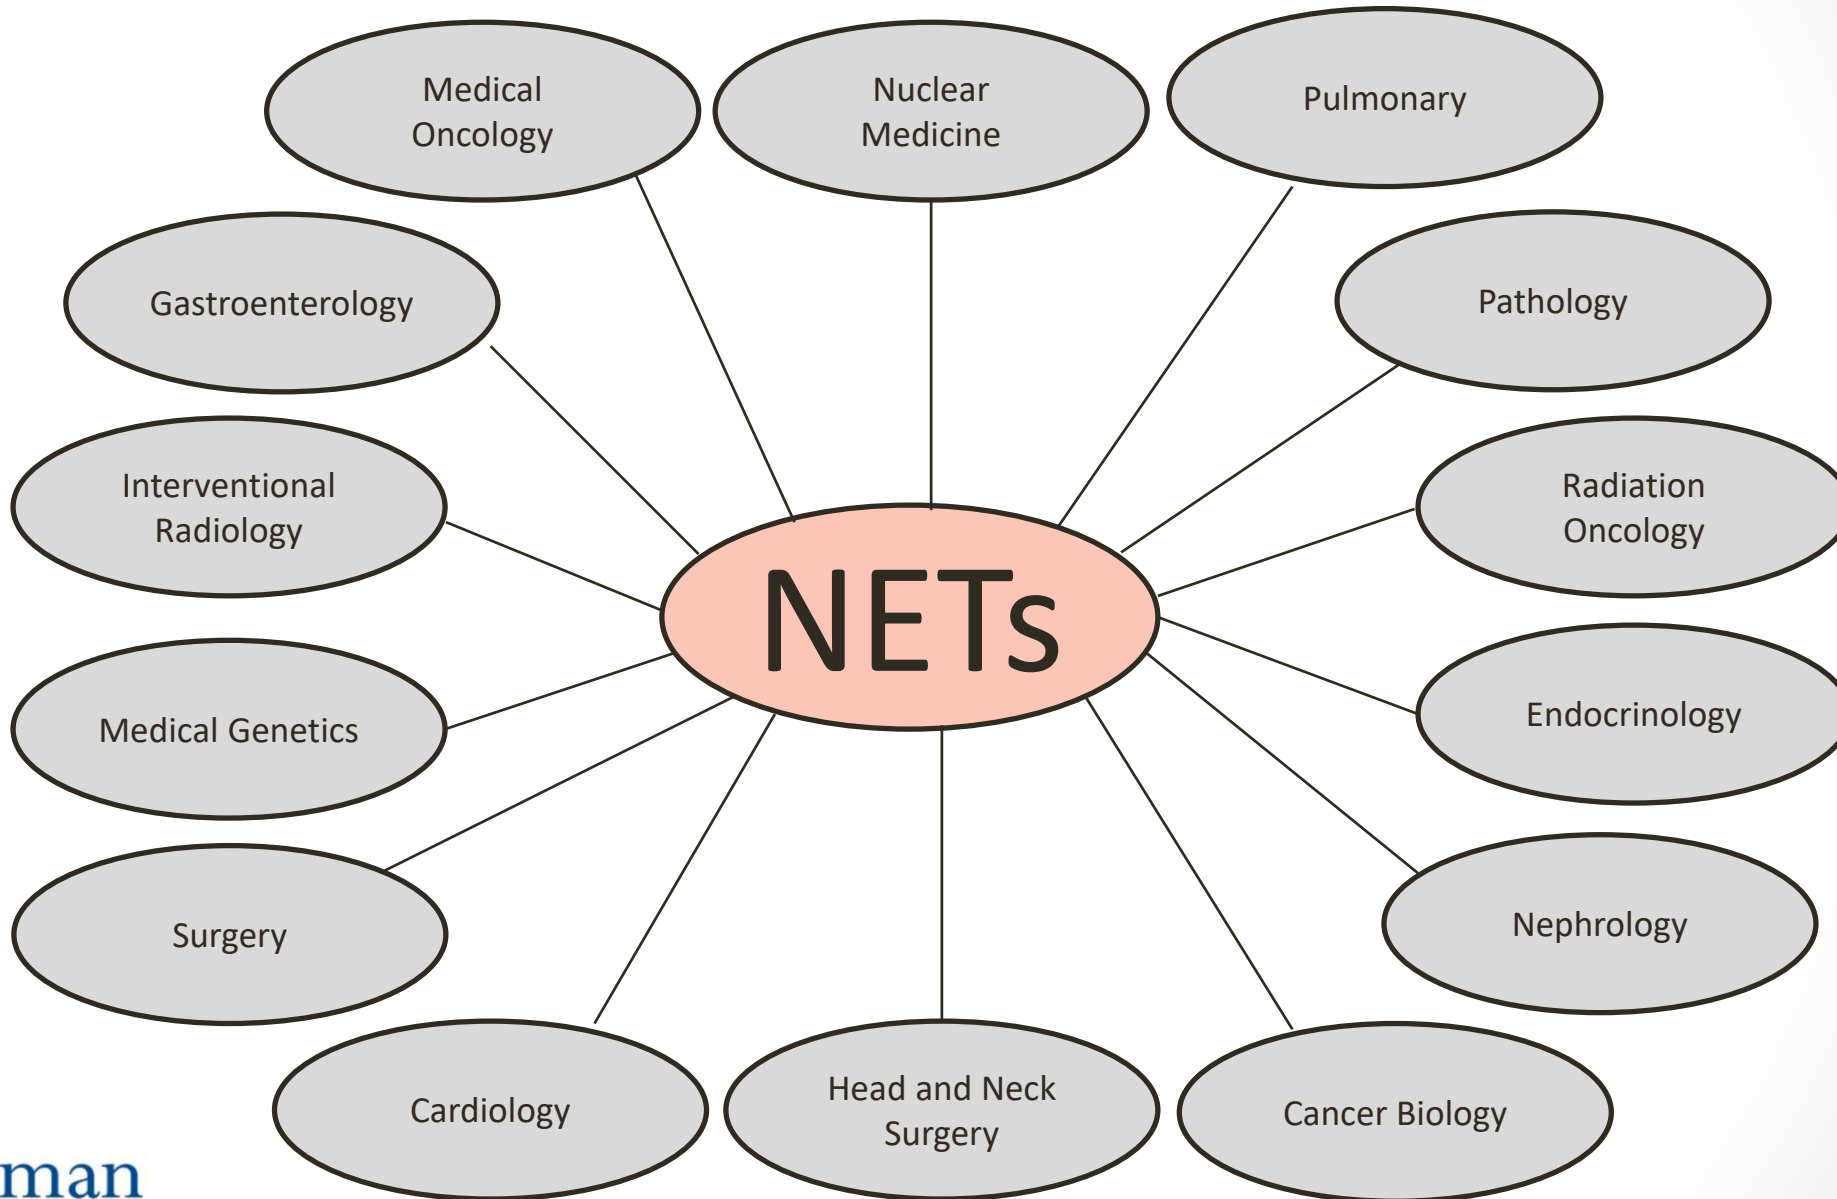 Medical
Oncology
Nuclear
Medicine
Pulmonary
Gastroenterology
Pathology
Interventional
Radiology
Radiation
Oncology
NETs
Medical Genetics
Endocrinology
Surgery
Nephrology
Cardiology
Head and Neck
Surgery
Cancer Biology
man